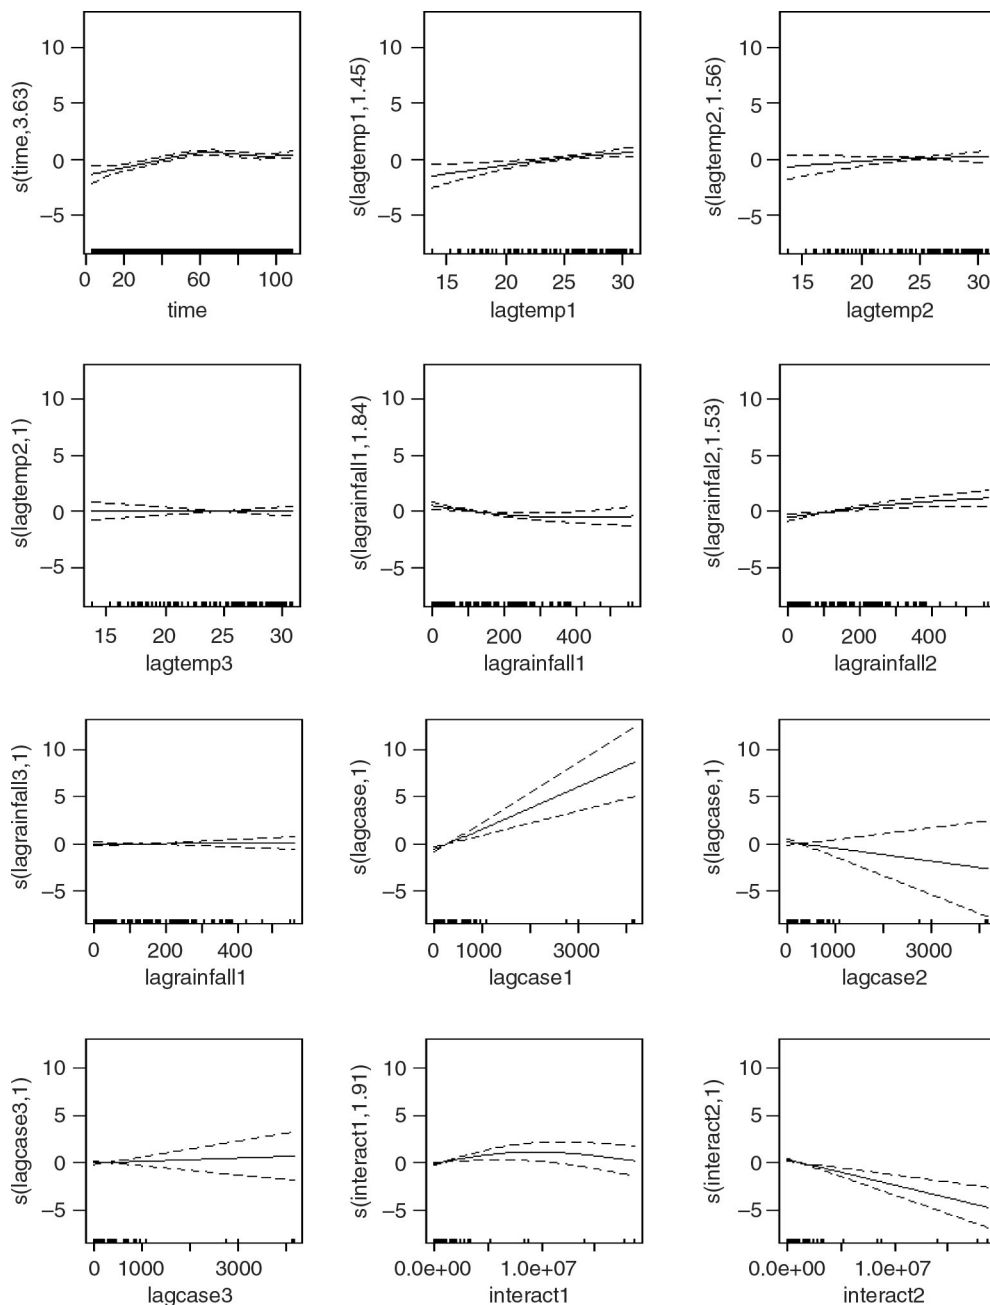 10
5
0
−5
s(time,3.63)
0 20 60 100
time
10
5
0
−5
s(lagtemp1,1.45)
15 20 25 30
lagtemp1
10
5
0
−5
s(lagtemp2,1.56)
15 20 25 30
lagtemp2
10
5
0
−5
s(lagtemp2,1)
15 20 25 30
lagtemp3
10
5
0
−5
s(lagrainfall1,1.84)
0 200 400
lagrainfall1
10
5
0
−5
s(lagrainfal2,1.53)
0 200 400
lagrainfall2
10
5
0
−5
s(lagrainfall3,1)
0 200 400
lagrainfall1
10
5
0
−5
s(lagcase,1)
0 1000 3000
lagcase1
10
5
0
−5
s(lagcase,1)
0 1000 3000
lagcase2
10
5
0
−5
s(lagcase3,1)
0 1000 3000
lagcase3
10
5
0
−5
s(interact1,1.91)
0.0e+00 1.0e+07
interact1
10
5
0
−5
s(interact2,1)
0.0e+00 1.0e+07
interact2